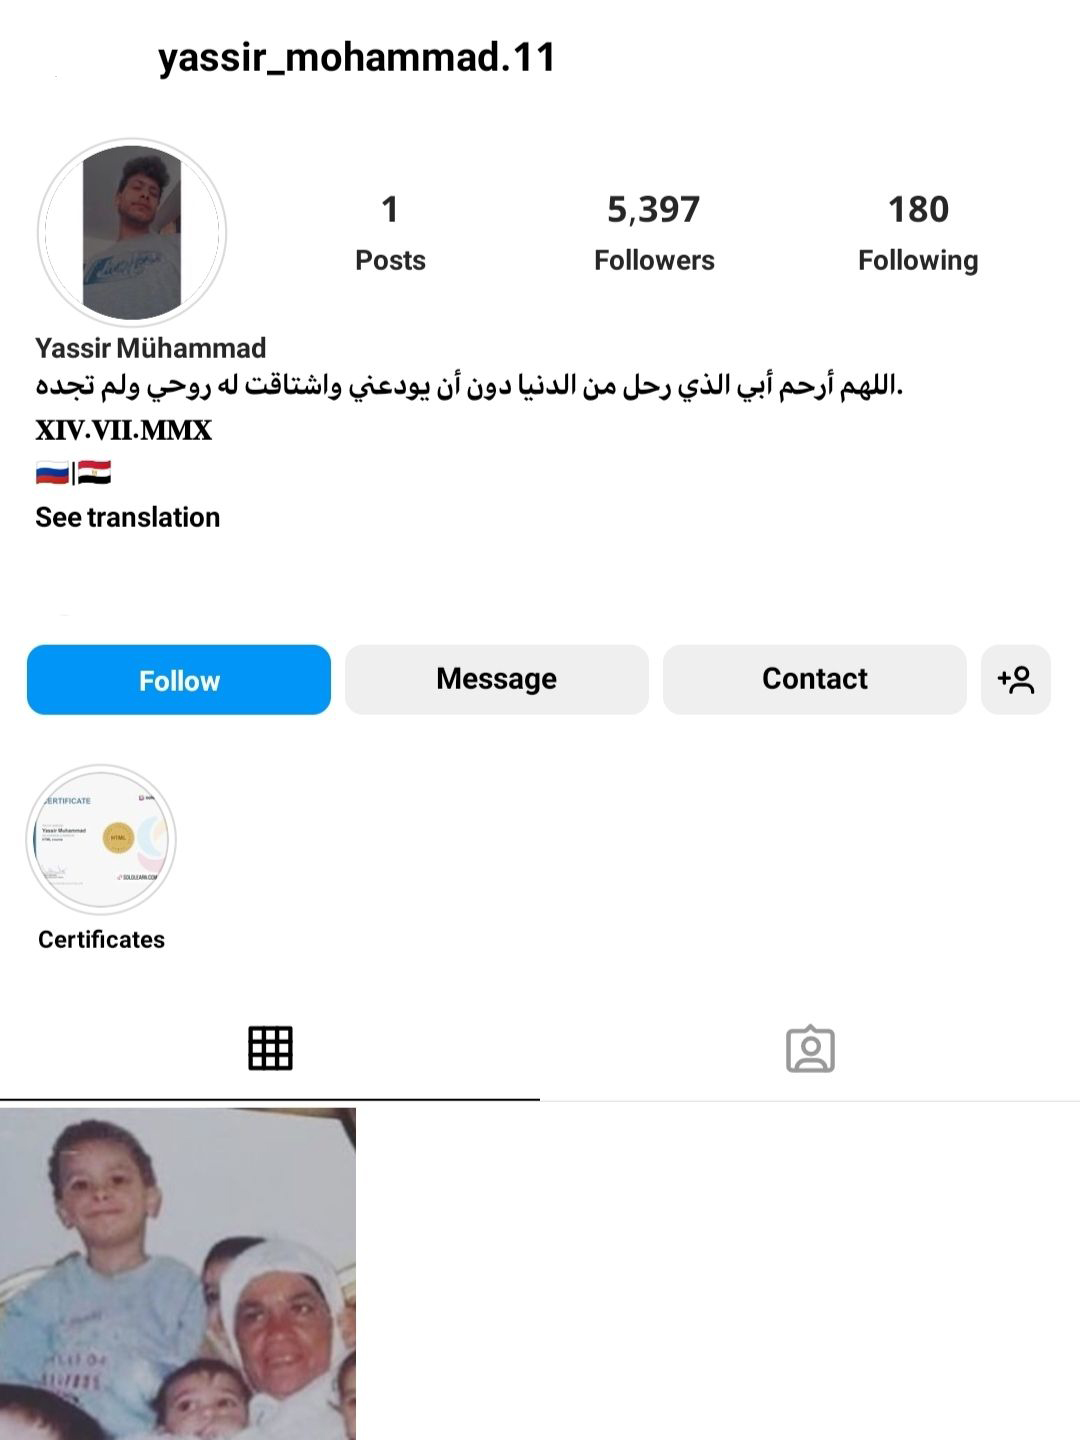 yassir_mohammad.11
1
Posts
5,397
Followers
180
Following
Yassir Mühammad
اللهم أرحم أبي الذي رحل من الدنيا دون أن يودعني واشتاقت له روحي ولم تجده.
XIV.VII.MMX
|
See translation
Follow
Message
Contact
CERTIFICATE
Yassir Muhammad
HTML
SOLOLEARN.COM
Certificates